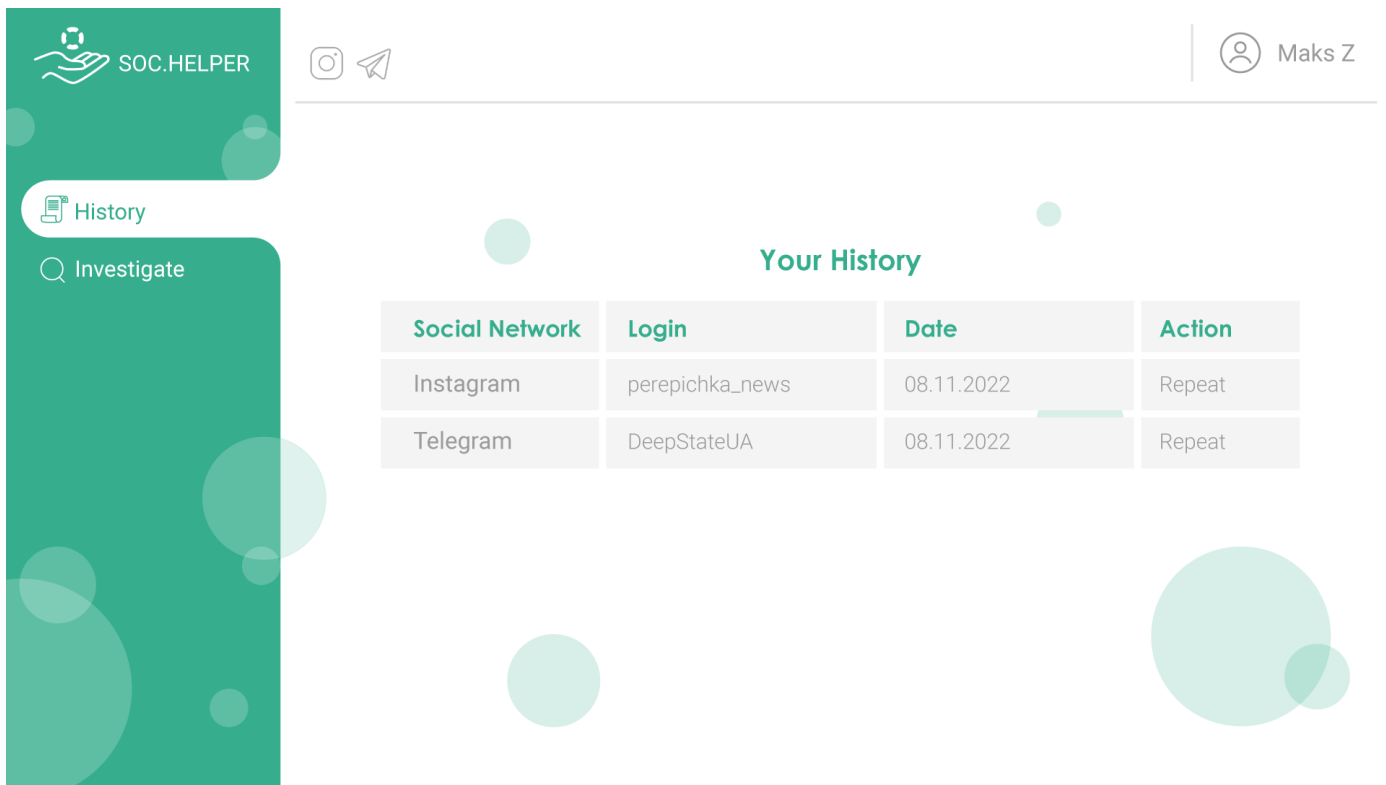 SOC.HELPER
Maks Z
History
Investigate
Your History
Social Network Login Date Action
Instagram perepichka_news 08.11.2022 Repeat
Telegram DeepStateUA 08.11.2022 Repeat